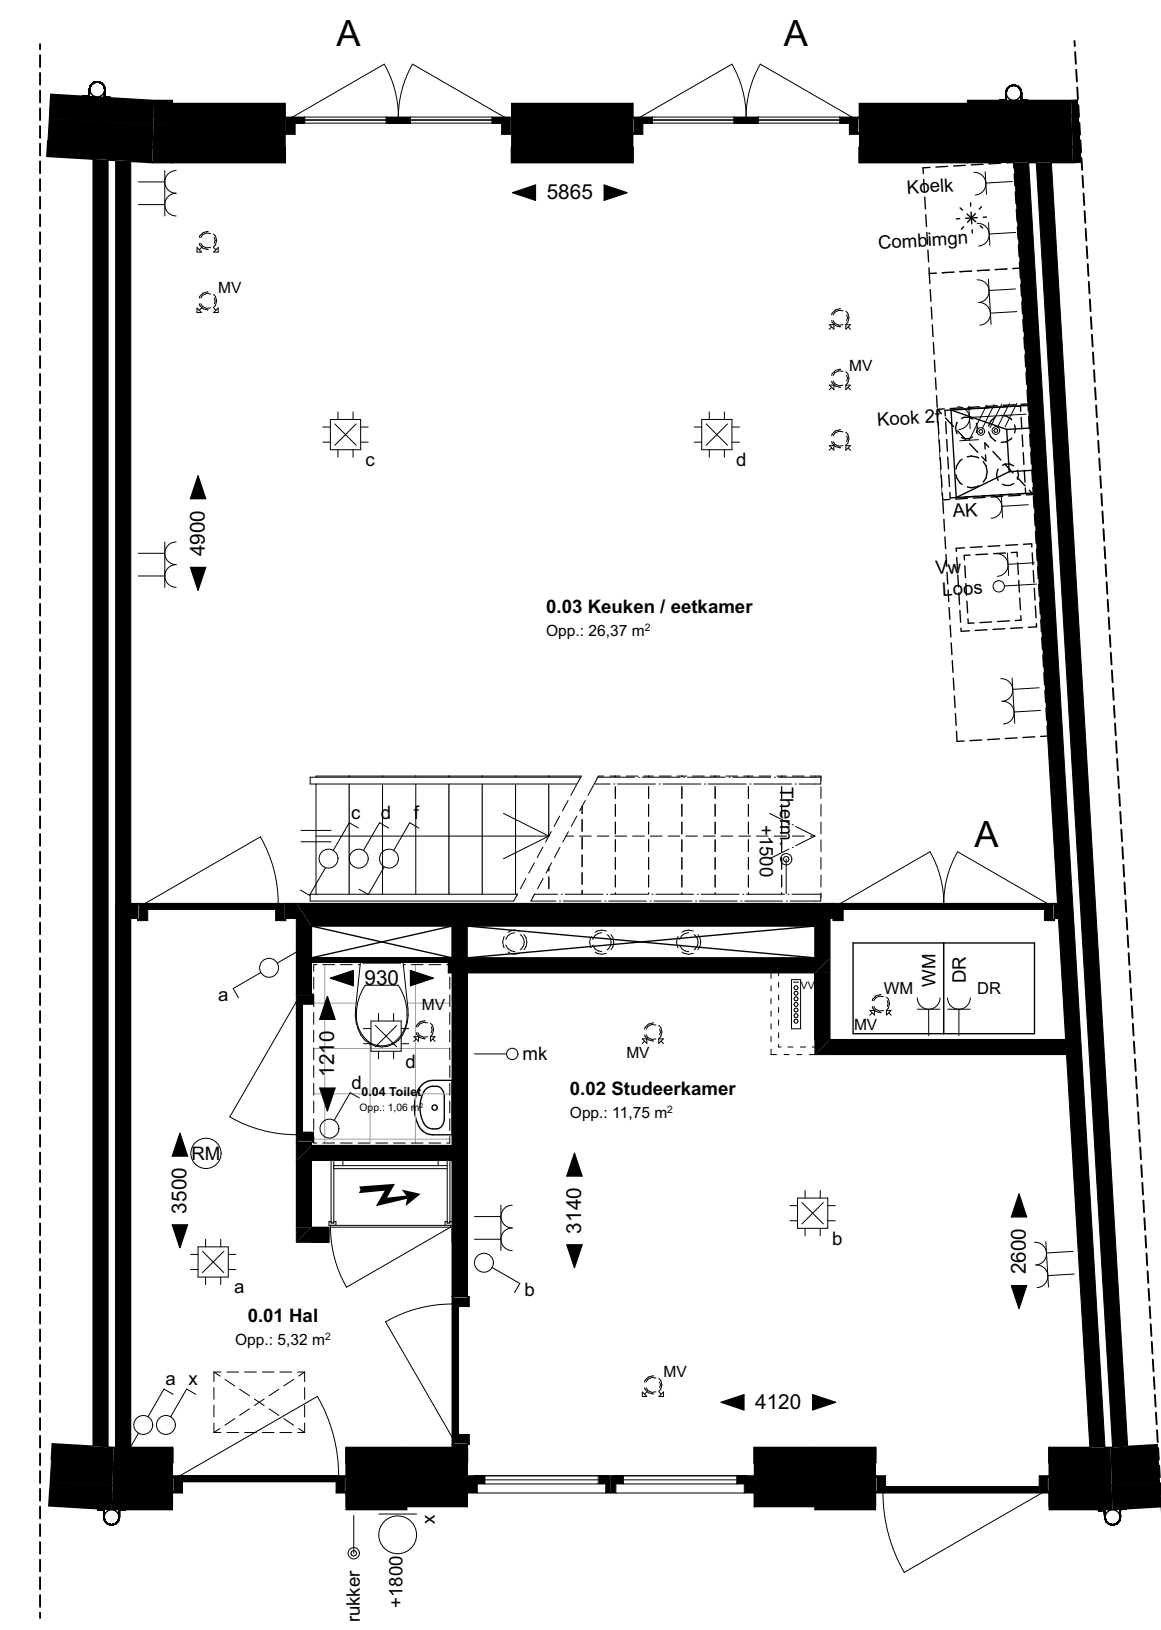 A
A
5865
Koelk
Combimgn
MV
MV
Kook 2*
c
d
4900
AK
Vw
Loos
0.03 Keuken / eetkamer
Opp.: 26,37 m²
c d f
Therm.
+1500
A
a
930
MV
1210
d
d
0.04 Toilet
Opp.: 1,06 m²
mk
MV
VV
WM
DR
WM
DR
MV
0.02 Studeerkamer
Opp.: 11,75 m²
RM
3500
3140
b
2600
a
b
0.01 Hal
Opp.: 5,32 m²
a x
MV
4120
x
rukker
+1800